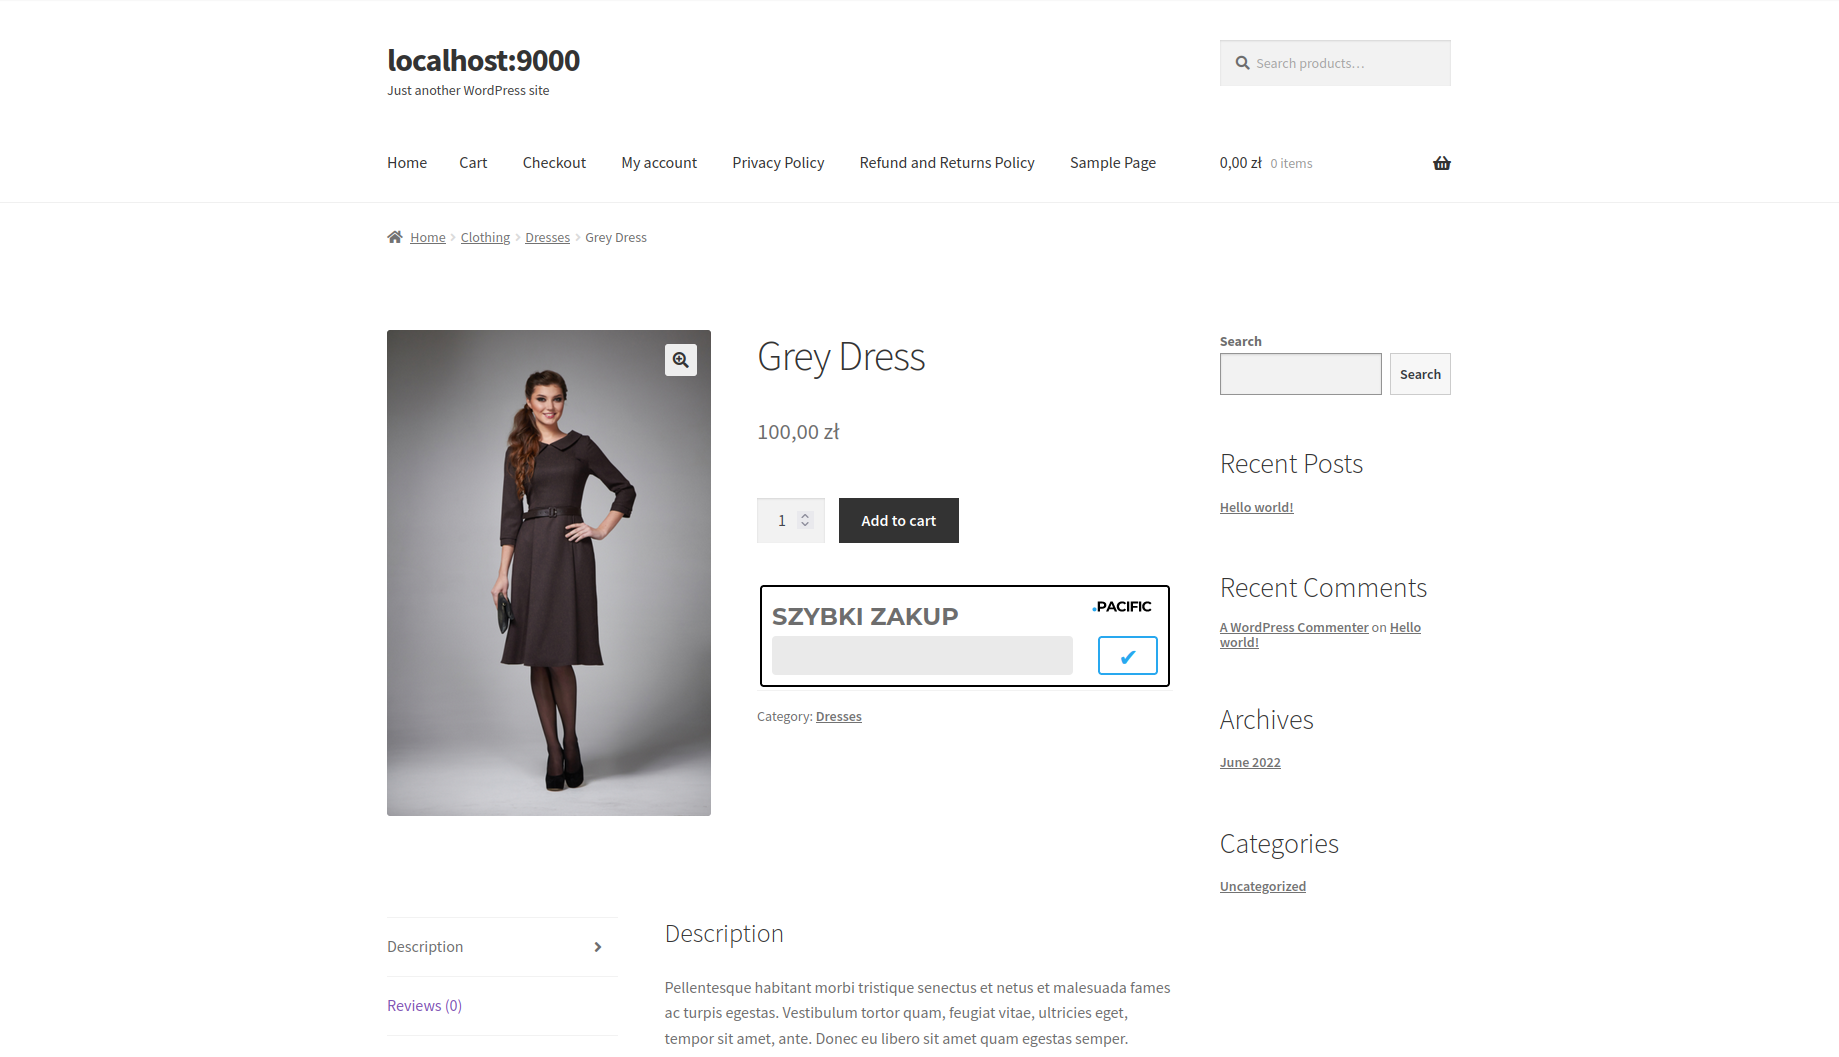 localhost:9000
Just another WordPress site
Search products…
Home Cart Checkout My account Privacy Policy Refund and Returns Policy Sample Page
0,00 zł 0 items
Home Clothing Dresses Grey Dress
Grey Dress
100,00 zł
1
Add to cart
SZYBKI ZAKUP
.PACIFIC
✔
Category: Dresses
Search
Search
Recent Posts
Hello world!
Recent Comments
A WordPress Commenter on Hello
world!
Archives
June 2022
Categories
Uncategorized
Description
Reviews (0)
Description
Pellentesque habitant morbi tristique senectus et netus et malesuada fames
ac turpis egestas. Vestibulum tortor quam, feugiat vitae, ultricies eget,
tempor sit amet, ante. Donec eu libero sit amet quam egestas semper.